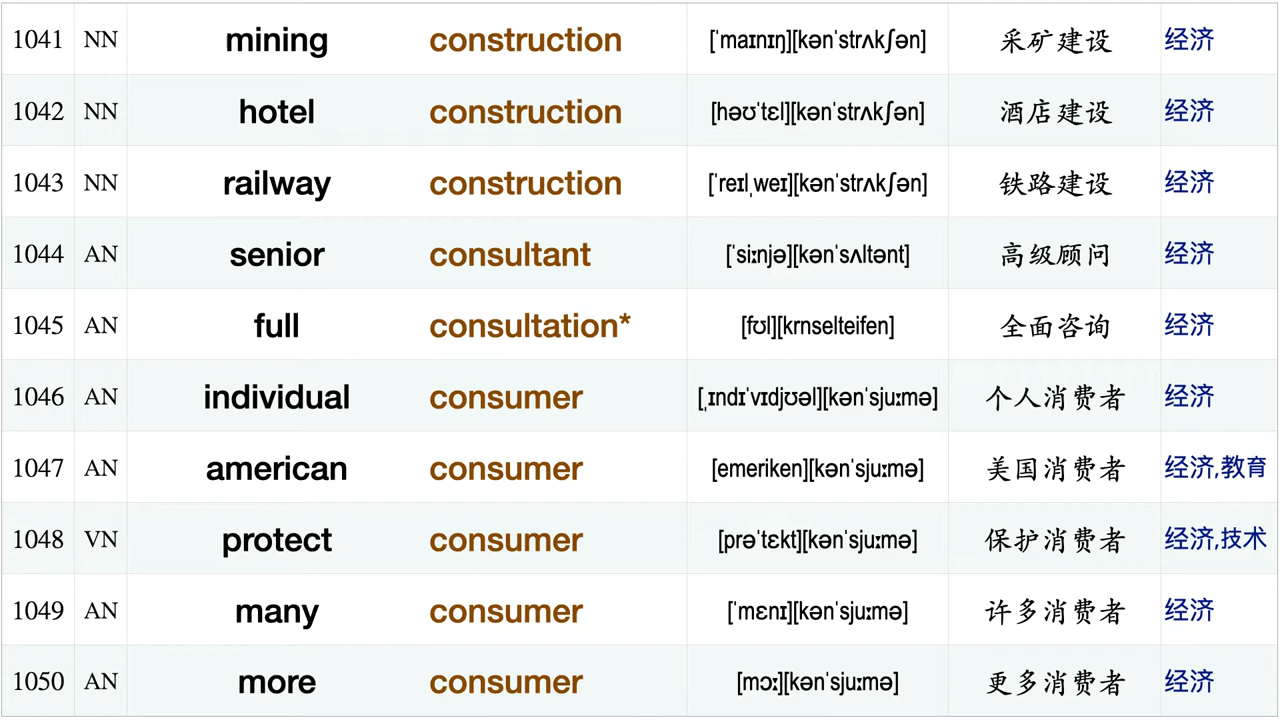 1041 NN mining construction [ˈmaɪnɪŋ][kənˈstrʌkʃən] 采矿建设 经济
1042 NN hotel construction [həʊˈtɛl][kənˈstrʌkʃən] 酒店建设 经济
1043 NN railway construction [ˈreɪlˌweɪ][kənˈstrʌkʃən] 铁路建设 经济
1044 AN senior consultant [ˈsiːnjə][kənˈsʌltənt] 高级顾问 经济
1045 AN full consultation* [fʊl][krnselteifen] 全面咨询 经济
1046 AN individual consumer [ˌɪndɪˈvɪdjʊəl][kənˈsjuːmə] 个人消费者 经济
1047 AN american consumer [emeriken][kənˈsjuːmə] 美国消费者 经济,教育
1048 VN protect consumer [prəˈtɛkt][kənˈsjuːmə] 保护消费者 经济,技术
1049 AN many consumer [ˈmɛnɪ][kənˈsjuːmə] 许多消费者 经济
1050 AN more consumer [mɔː][kənˈsjuːmə] 更多消费者 经济